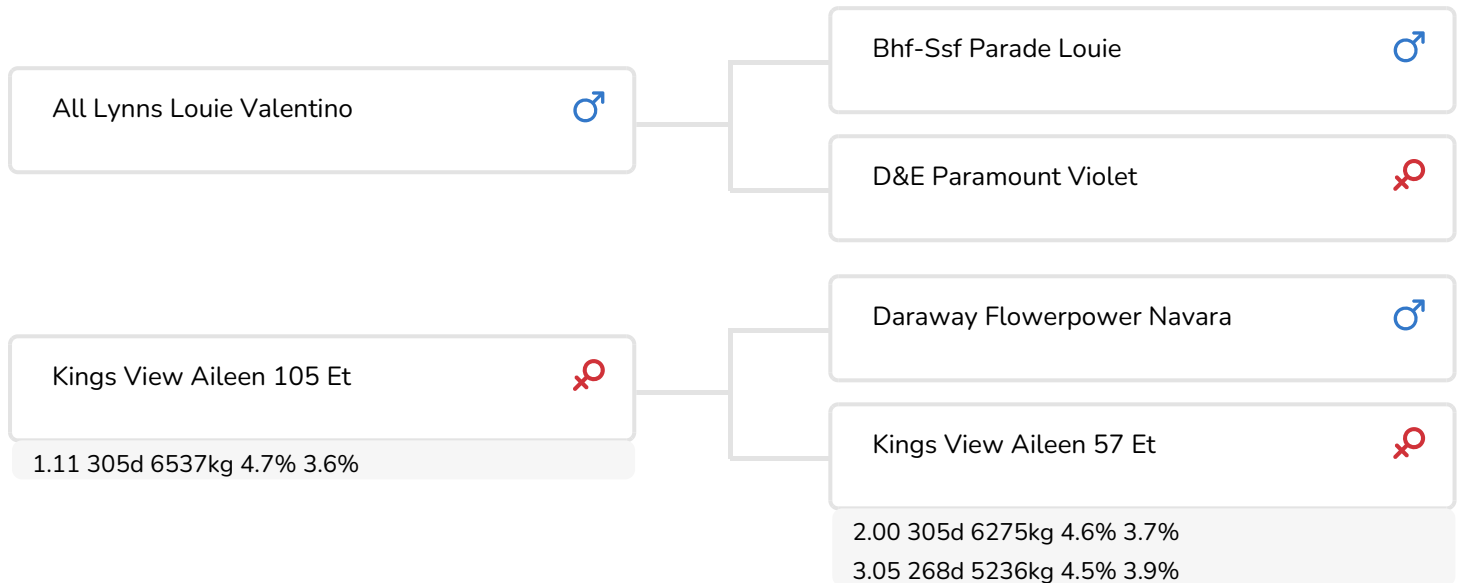 Bhf-Ssf Parade Louie
All Lynns Louie Valentino
D&E Paramount Violet
Daraway Flowerpower Navara
Kings View Aileen 105 Et
1.11 305d 6537kg 4.7% 3.6%
Kings View Aileen 57 Et
2.00 305d 6275kg 4.6% 3.7%
3.05 268d 5236kg 4.5% 3.9%